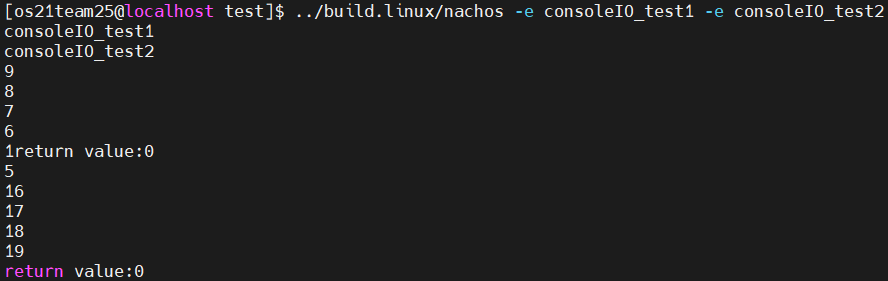 [os21team25@localhost test]$ ../build.linux/nachos -e consoleIO_test1 -e consoleIO_test2
consoleIO_test1
consoleIO_test2
9
8
7
6
1return value:0
5
16
17
18
19
return value:0